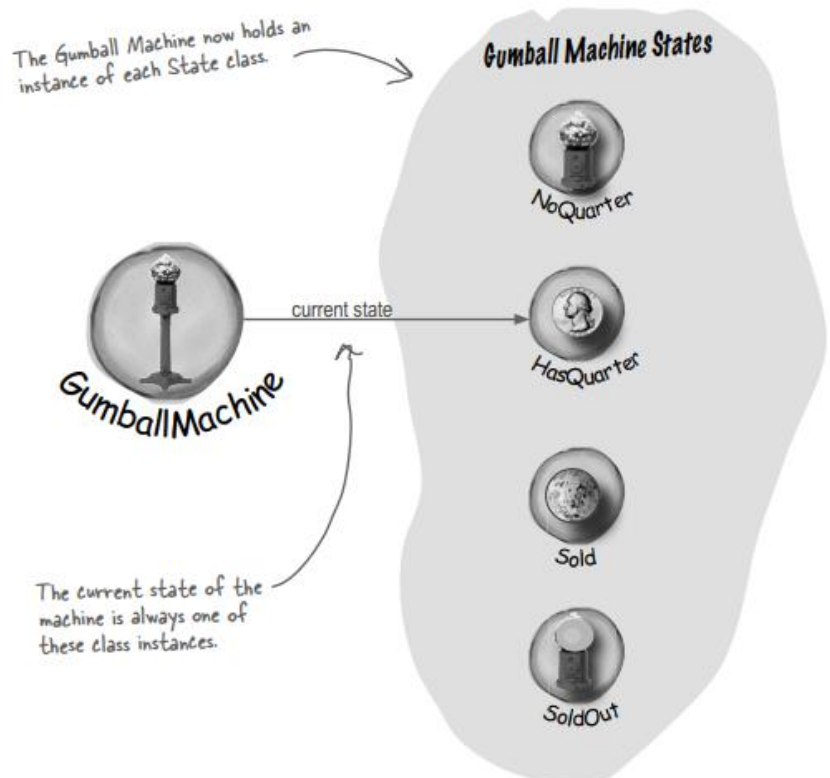 The Gumball Machine now holds an
instance of each State class.
Gumball Machine States
NoQuarter
current state
HasQuarter
GumballMachine
Sold
The current state of the
machine is always one of
these class instances.
SoldOut